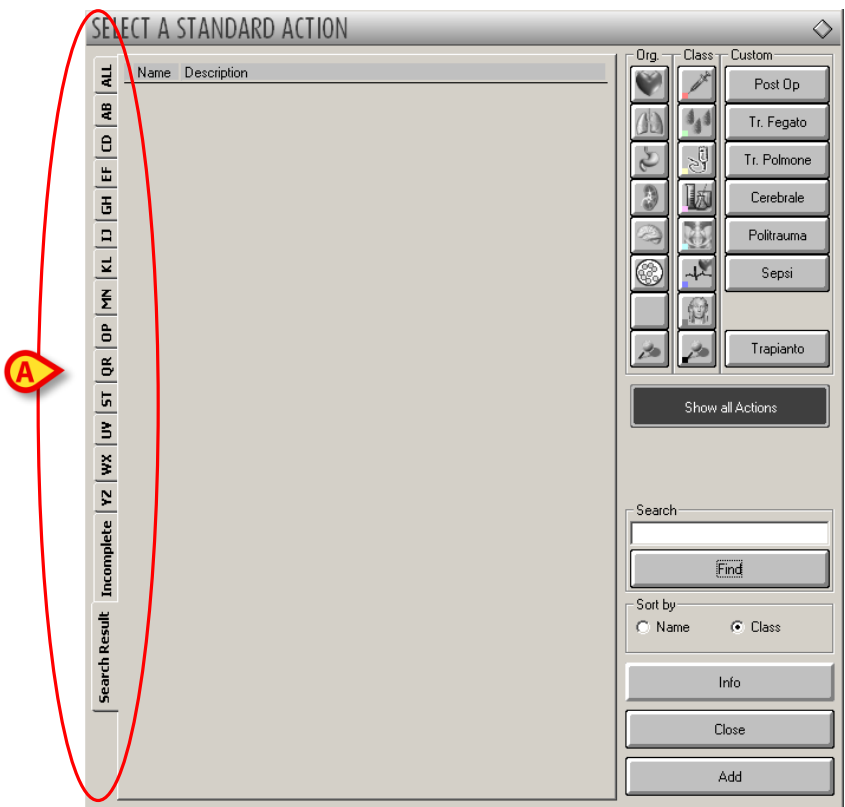 SELECT A STANDARD ACTION
ALL
AB
CD
EF
GH
IJ
KL
MN
OP
QR
ST
UV
WX
YZ
Incomplete
Search Result
A
Name Description
Org. Class Custom
Post Op
Tr. Fegato
Tr. Polmone
Cerebrale
Politrauma
Sepsi
Trapianto
Show all Actions
Search
Find
Sort by
Name Class
Info
Close
Add